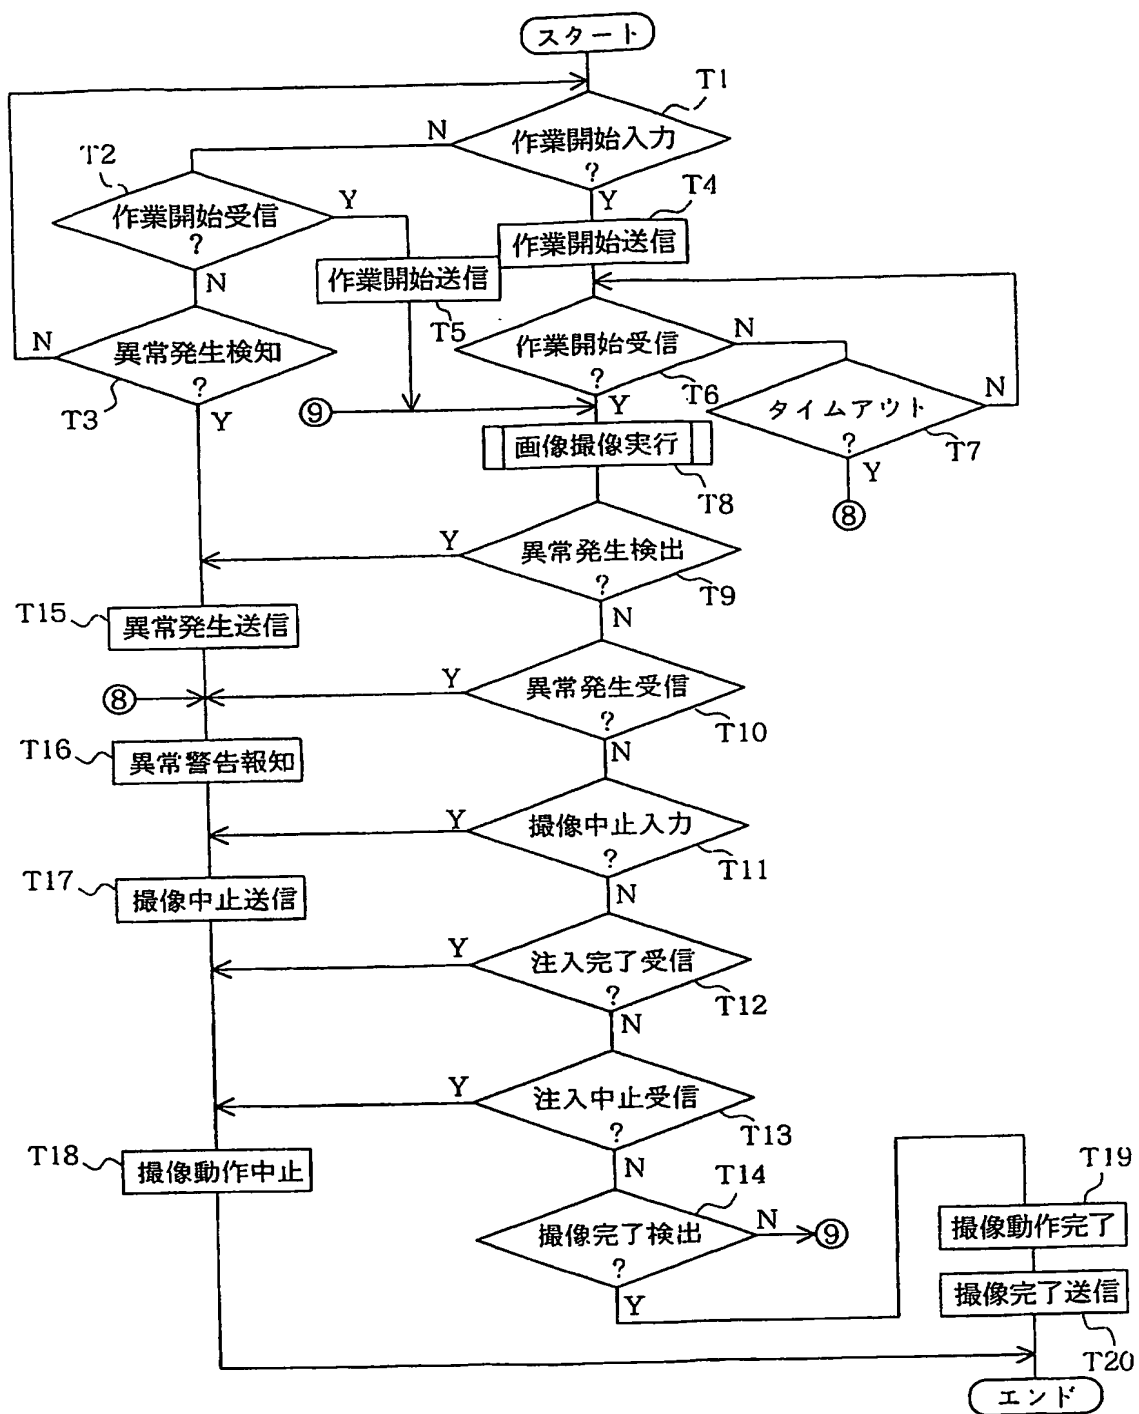 スタート
T1
作業開始入力
?
N
Y
T2
作業開始受信
?
Y
N
T4
作業開始送信
作業開始送信
T5
異常発生検知
?
N
Y
T3
作業開始受信
?
N
Y
T6
タイムアウト
?
N
Y
T7
⑧
⑨
画像撮像実行
T8
異常発生検出
?
Y
N
T9
T15
異常発生送信
異常発生受信
?
Y
N
T10
⑧
T16
異常警告報知
撮像中止入力
?
Y
N
T11
T17
撮像中止送信
注入完了受信
?
Y
N
T12
注入中止受信
?
Y
N
T13
T18
撮像動作中止
T14
撮像完了検出
?
N
⑨
Y
T19
撮像動作完了
撮像完了送信
T20
エンド